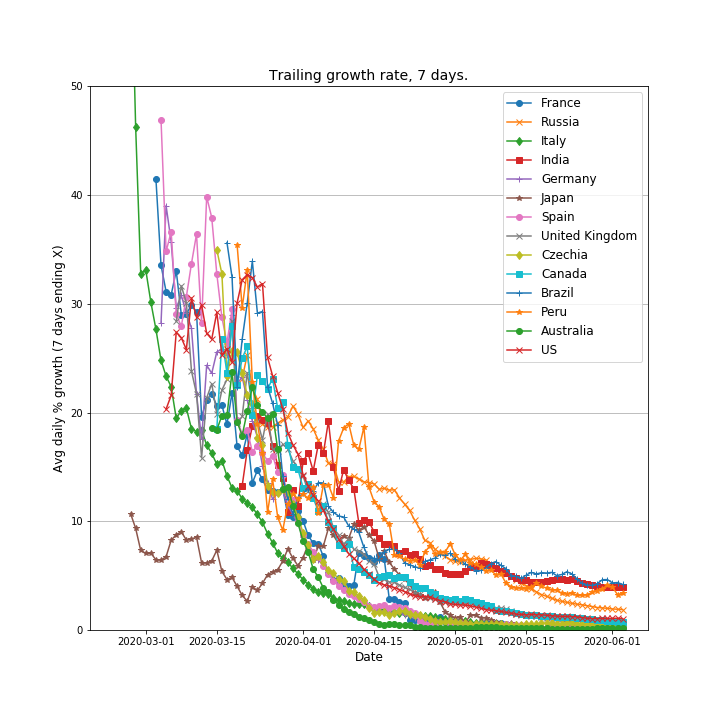 Trailing growth rate, 7 days.
50
40
30
20
10
0
Avg daily % growth (7 days ending X)
France
Russia
Italy
India
Germany
Japan
Spain
United Kingdom
Czechia
Canada
Brazil
Peru
Australia
US
2020-03-01 2020-03-15 2020-04-01 2020-04-15 2020-05-01 2020-05-15 2020-06-01
Date